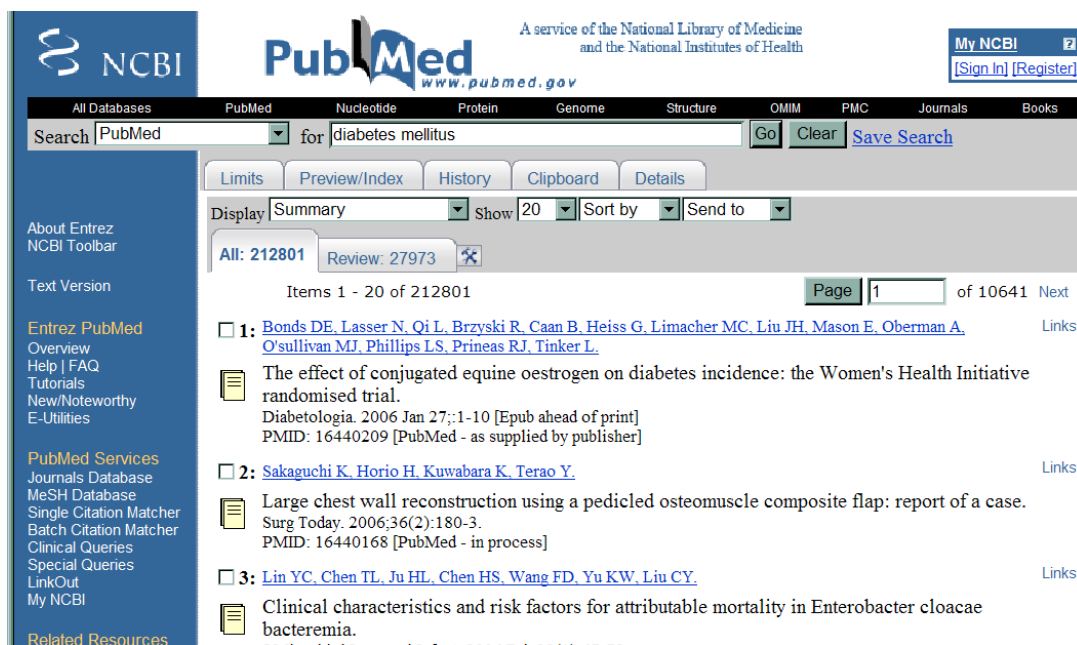 NCBI
PubMed
www.pubmed.gov
A service of the National Library of Medicine
and the National Institutes of Health
My NCBI ?
[Sign In] [Register]
All Databases PubMed Nucleotide Protein Genome Structure OMIM PMC Journals Books
Search PubMed for diabetes mellitus Go Clear Save Search
Limits Preview/Index History Clipboard Details
Display Summary Show 20 Sort by Send to
All: 212801 Review: 27973
Items 1 - 20 of 212801 Page 1 of 10641 Next
About Entrez
NCBI Toolbar
Text Version
Entrez PubMed
Overview
Help | FAQ
Tutorials
New/Noteworthy
E-Utilities
PubMed Services
Journals Database
MeSH Database
Single Citation Matcher
Batch Citation Matcher
Clinical Queries
Special Queries
LinkOut
My NCBI
Related Resources
1: Bonds DE, Lasser N, Qi L, Brzyski R, Caan B, Heiss G, Limacher MC, Liu JH, Mason E, Oberman A, Links
O'sullivan MJ, Phillips LS, Prineas RJ, Tinker L.
The effect of conjugated equine oestrogen on diabetes incidence: the Women's Health Initiative
randomised trial.
Diabetologia. 2006 Jan 27;:1-10 [Epub ahead of print]
PMID: 16440209 [PubMed - as supplied by publisher]
2: Sakaguchi K, Horio H, Kuwabara K, Terao Y. Links
Large chest wall reconstruction using a pedicled osteomuscle composite flap: report of a case.
Surg Today. 2006;36(2):180-3.
PMID: 16440168 [PubMed - in process]
3: Lin YC, Chen TL, Ju HL, Chen HS, Wang FD, Yu KW, Liu CY. Links
Clinical characteristics and risk factors for attributable mortality in Enterobacter cloacae
bacteremia.